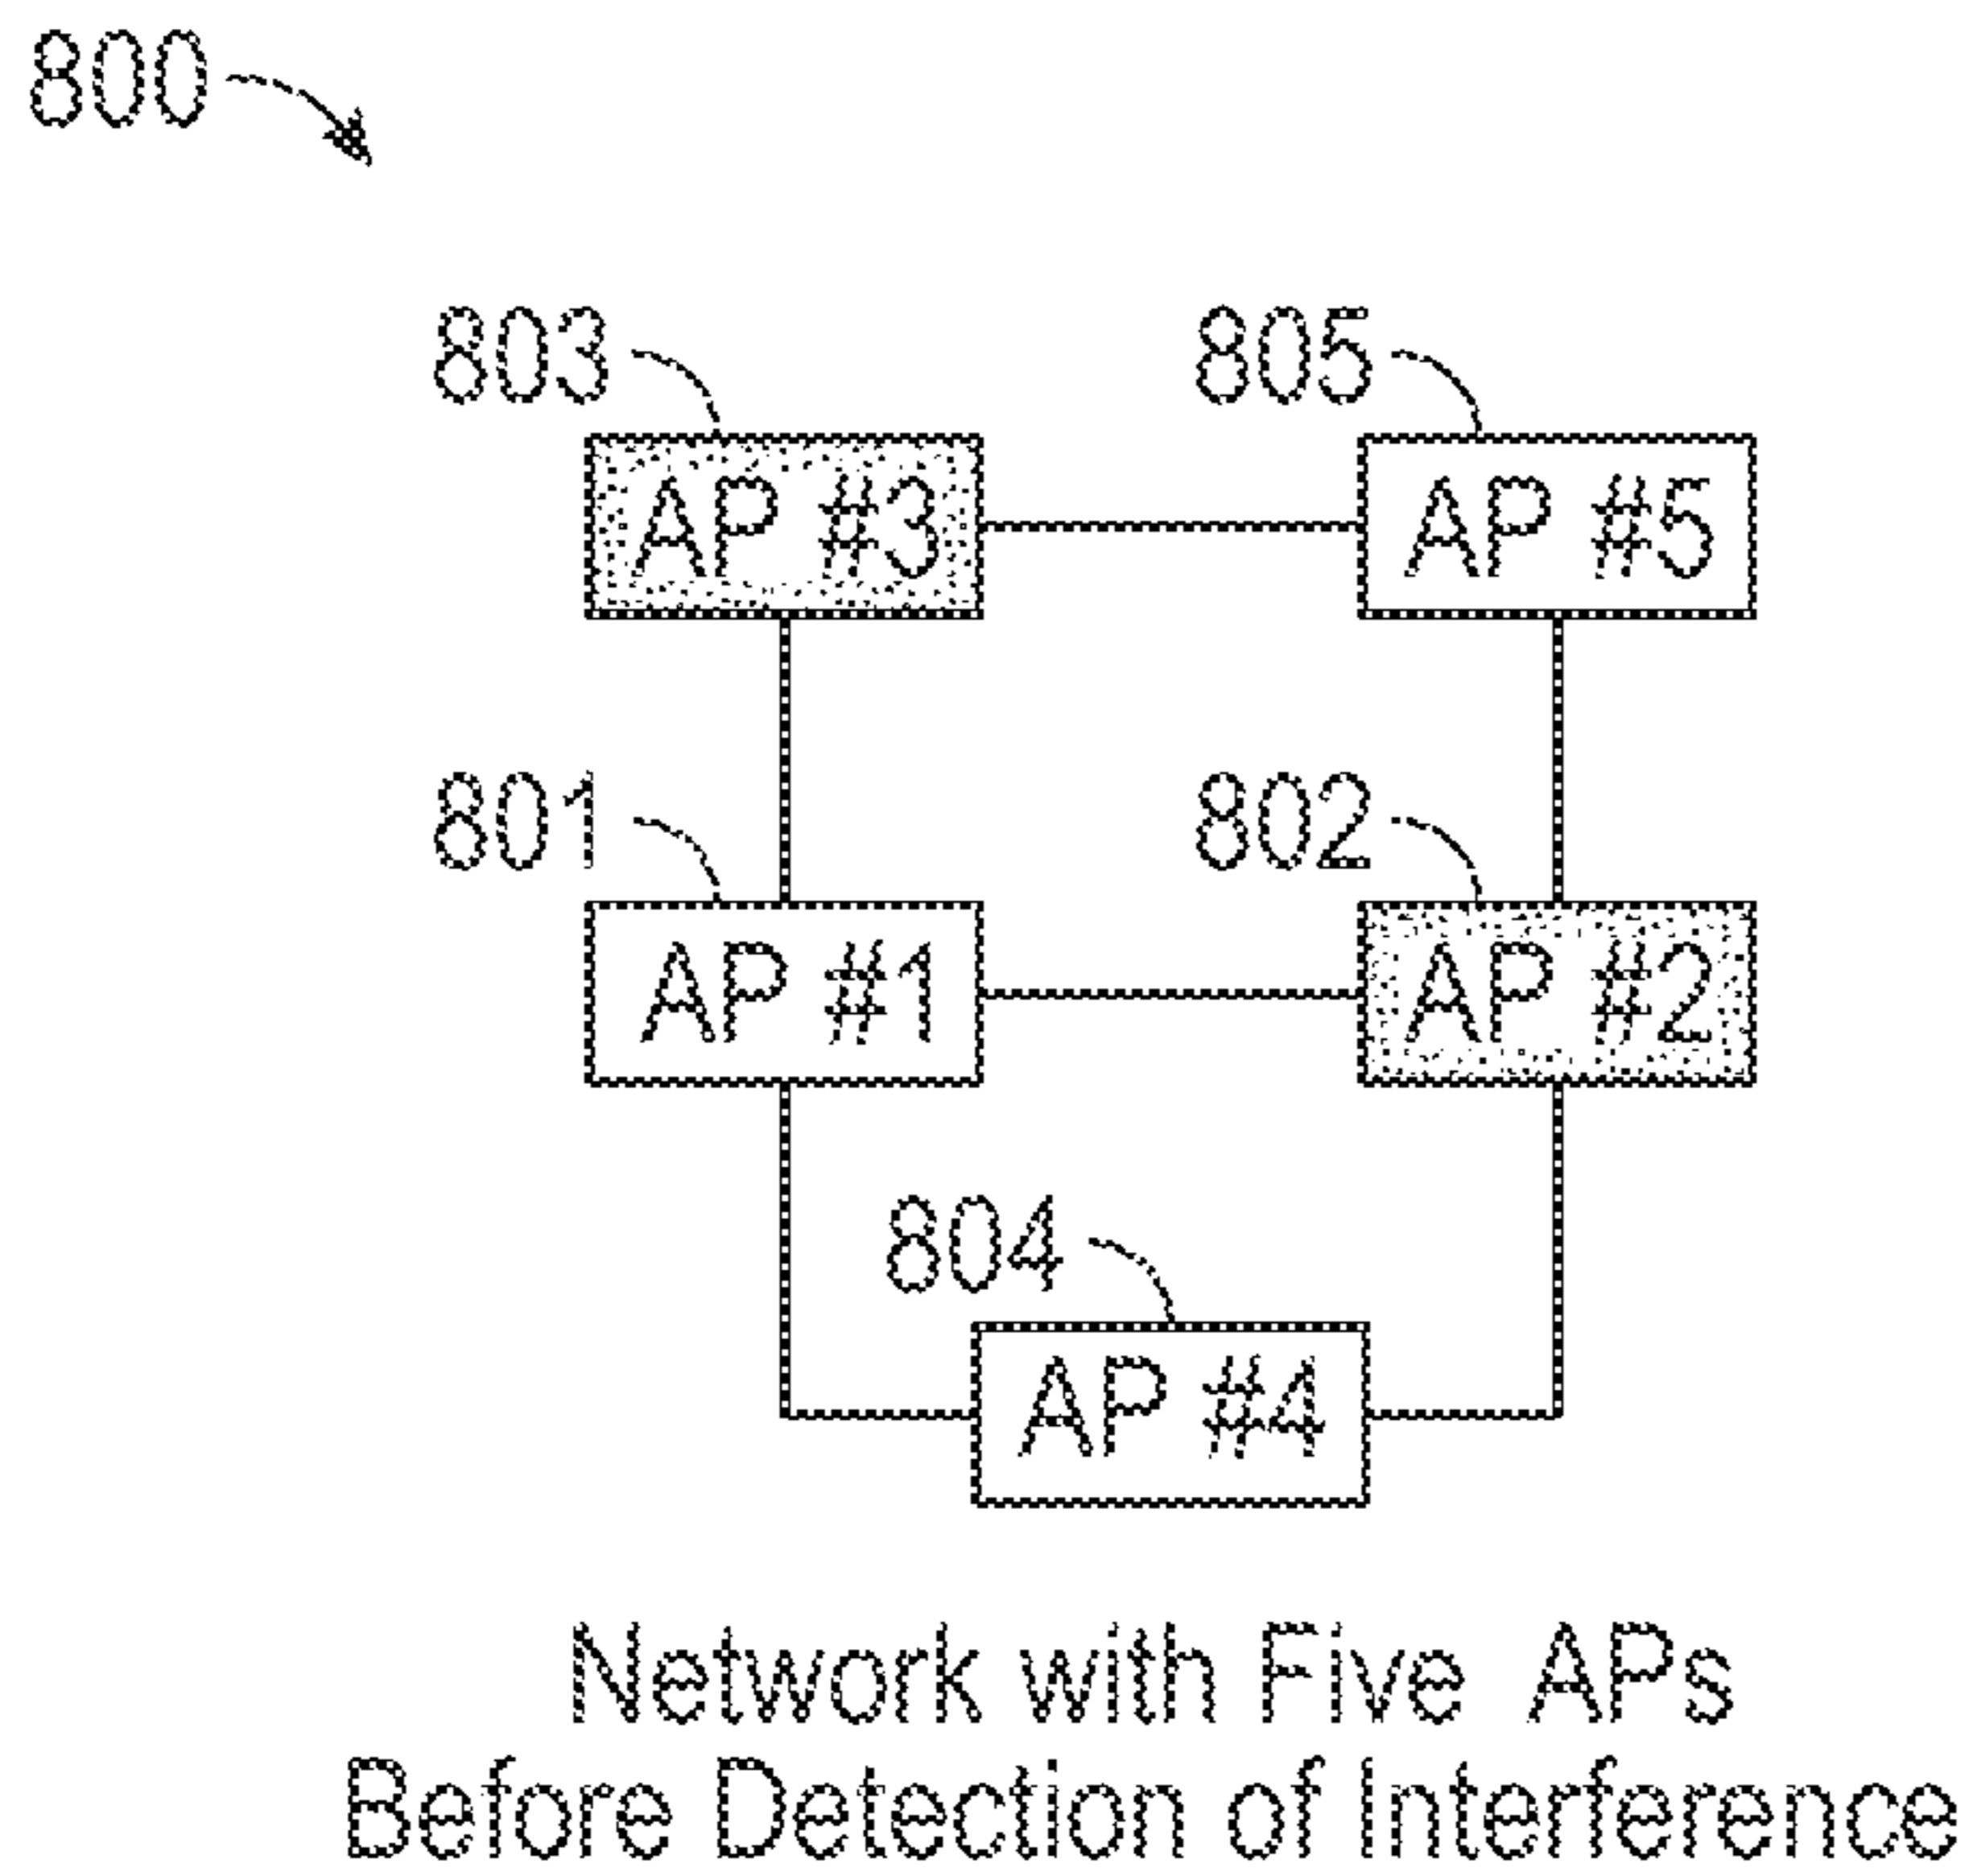 800
803
805
AP #3
AP #5
801
802
AP #1
AP #2
804
AP #4
Network with Five APs
Before Detection of Interference